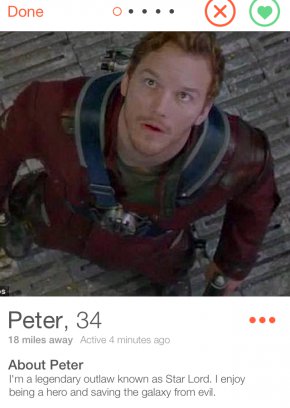 Done
Peter, 34
18 miles away Active 4 minutes ago
About Peter
I'm a legendary outlaw known as Star Lord. I enjoy
being a hero and saving the galaxy from evil.